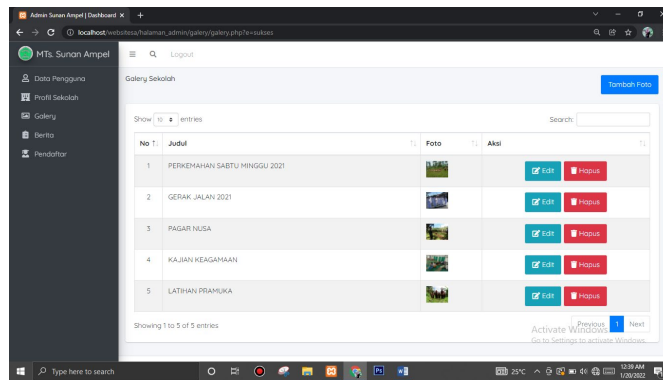 Admin Sunan Ampel | Dashboard
localhost/websitesa/halaman_admin/galery/galery.php?e=sukses
MTs. Sunan Ampel
Logout
Data Pengguna
Profil Sekolah
Galery
Berita
Pendaftar
Galery Sekolah
Tambah Foto
Show 10 entries
Search:
No Judul Foto Aksi
1 PERKEMAHAN SABTU MINGGU 2021 Edit Hapus
2 GERAK JALAN 2021 Edit Hapus
3 PAGAR NUSA Edit Hapus
4 KAJIAN KEAGAMAAN Edit Hapus
5 LATIHAN PRAMUKA Edit Hapus
Showing 1 to 5 of 5 entries
Previous 1 Next
Activate Windows
Go to Settings to activate Windows.
Type here to search
Ps
25°C
12:39 AM
1/20/2022